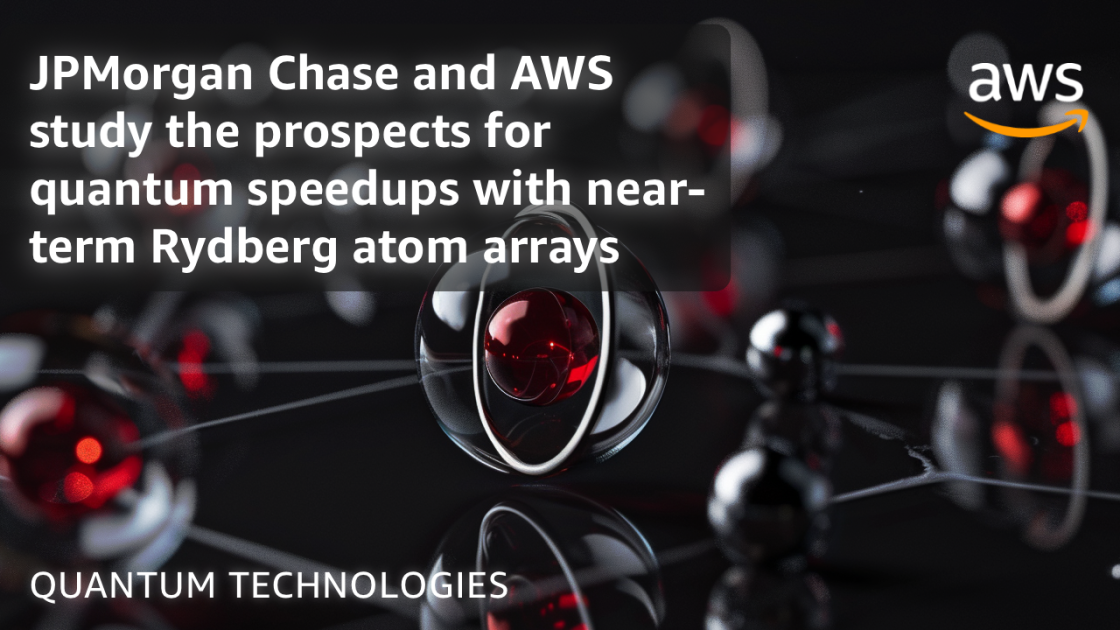 JPMorgan Chase and AWS
study the prospects for
quantum speedups with near-
term Rydberg atom arrays
aws
QUANTUM TECHNOLOGIES